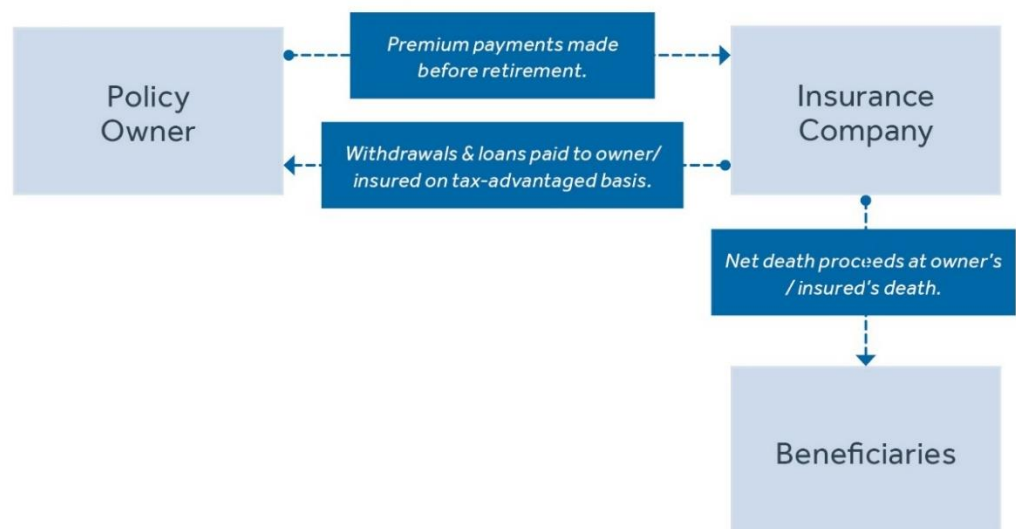 Policy
Owner
Premium payments made
before retirement.
Insurance
Company
Withdrawals & loans paid to owner/
insured on tax-advantaged basis.
Net death proceeds at owner's
/ insured's death.
Beneficiaries